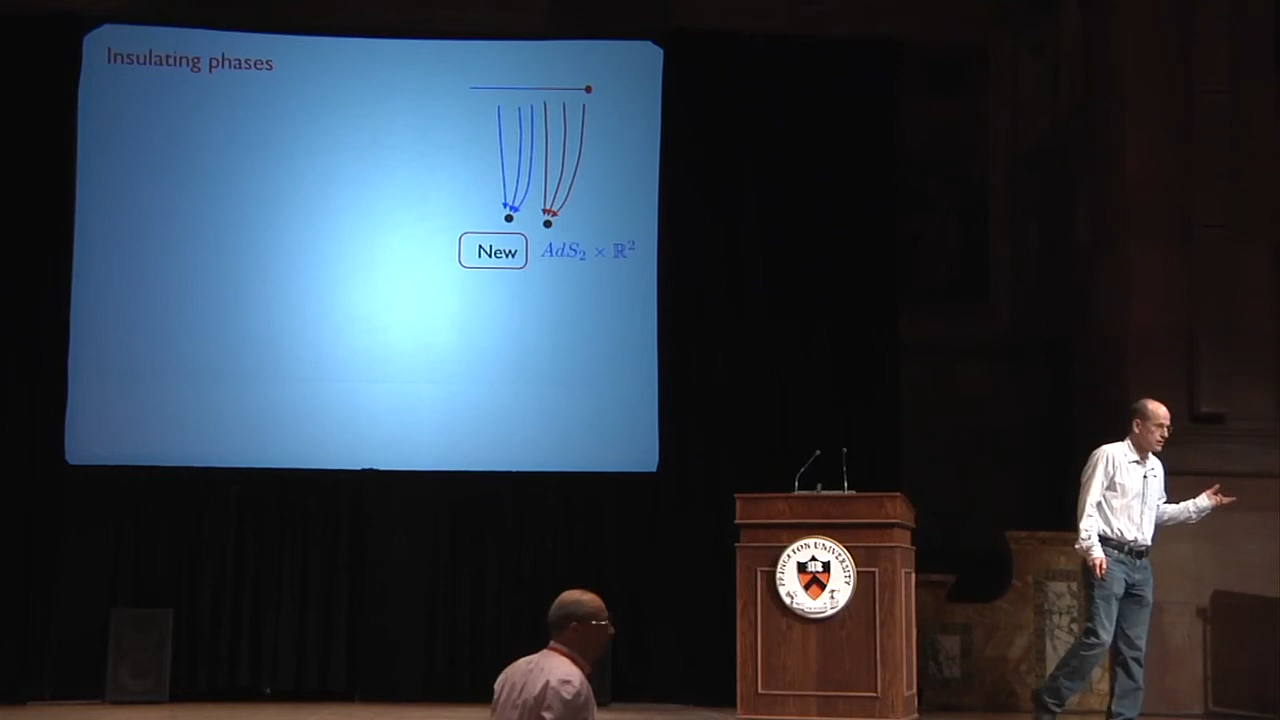 Insulating phases
New
AdS₂ × ℝ²
PRINCETON UNIVERSITY